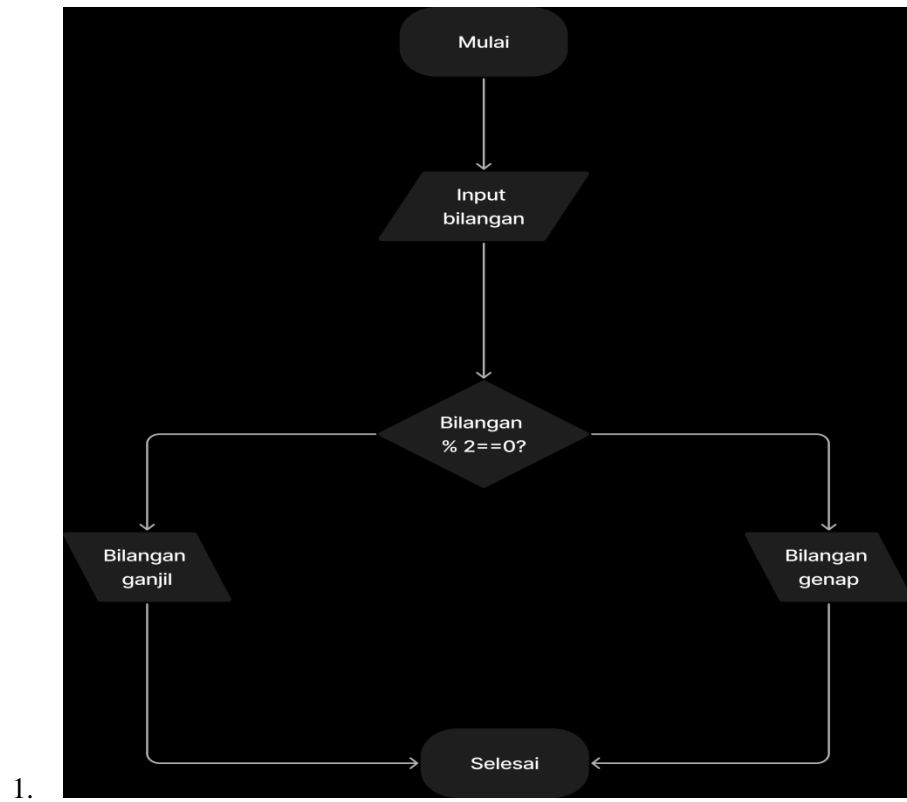 Mulai
Input
bilangan
Bilangan
% 2==0?
Bilangan
ganjil
Bilangan
genap
Selesai
1.